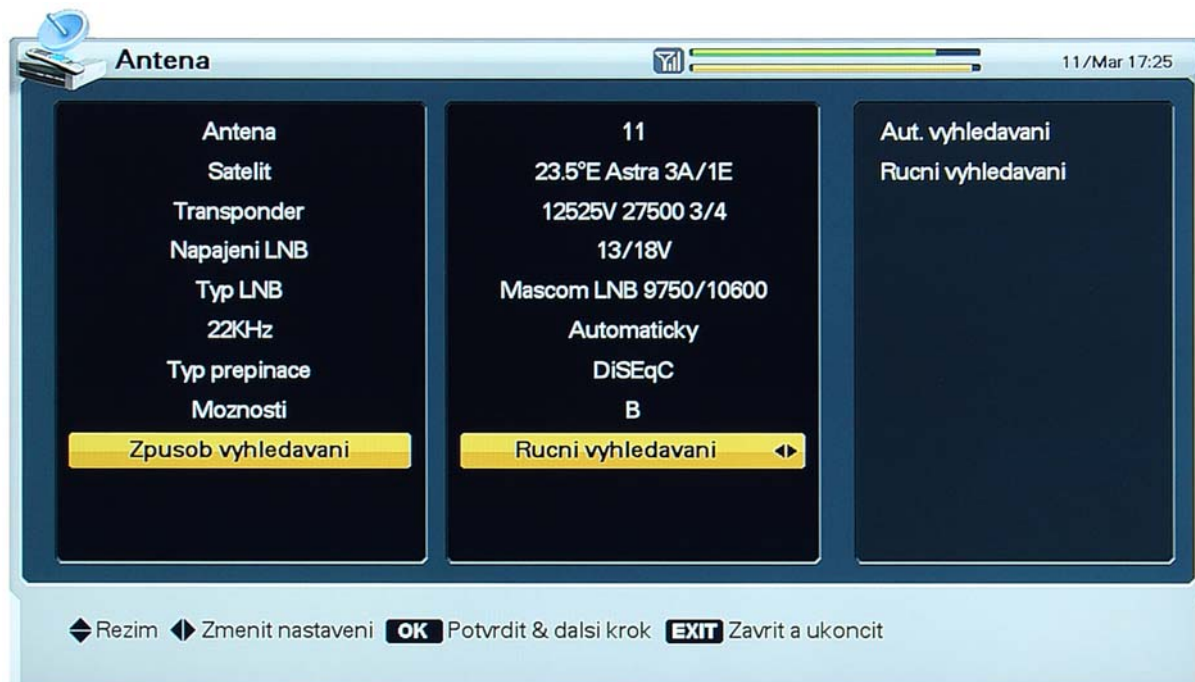 Antena
11/Mar 17:25
Antena 11
Satelit 23.5°E Astra 3A/1E
Transponder 12525V 27500 3/4
Napajeni LNB 13/18V
Typ LNB Mascom LNB 9750/10600
22KHz Automaticky
Typ prepinace DiSEqC
Moznosti B
Zpusob vyhledavani Rucni vyhledavani
Aut. vyhledavani
Rucni vyhledavani
Rezim Zmenit nastaveni OK Potvrdit & dalsi krok EXIT Zavrit a ukoncit